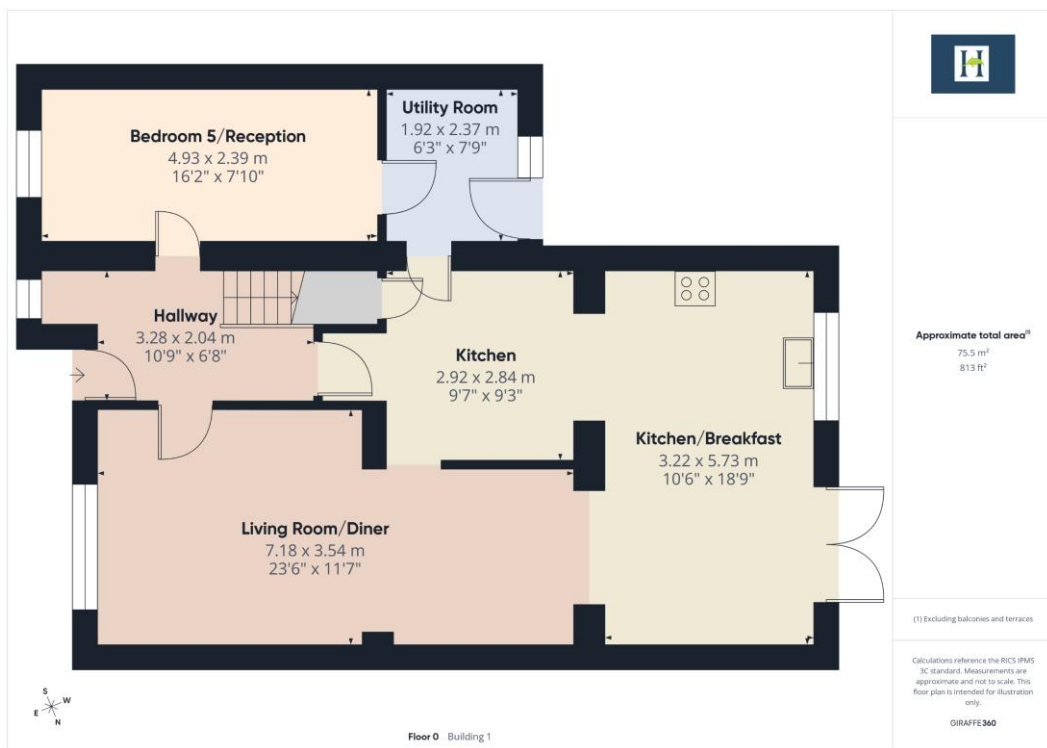 Utility Room
1.92 x 2.37 m
6'3" x 7'9"
Bedroom 5/Reception
4.93 x 2.39 m
16'2" x 7'10"
Hallway
3.28 x 2.04 m
10'9" x 6'8"
Kitchen
2.92 x 2.84 m
9'7" x 9'3"
Kitchen/Breakfast
3.22 x 5.73 m
10'6" x 18'9"
Living Room/Diner
7.18 x 3.54 m
23'6" x 11'7"
S
W
E
N
Floor 0 Building 1
H
Approximate total area(1)
75.5 m²
813 ft²
(1) Excluding balconies and terraces
Calculations reference the RICS IPMS
3C standard. Measurements are
approximate and not to scale. This
floor plan is intended for illustration
only.
GIRAFFE360